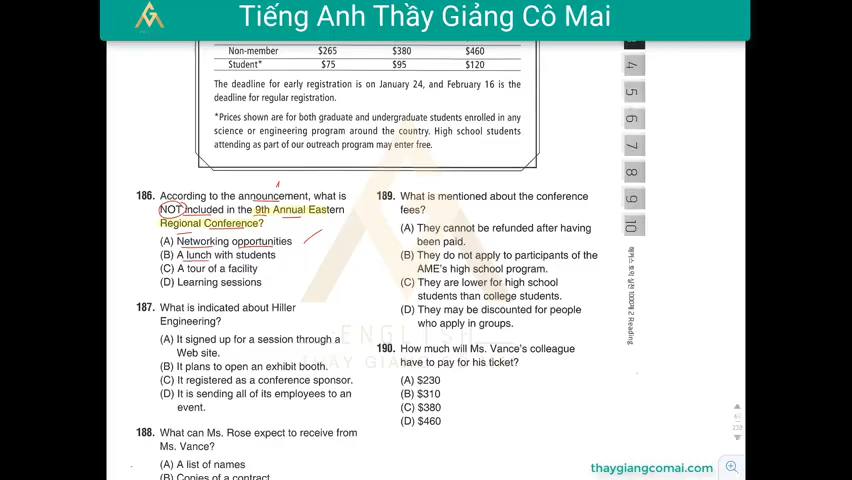 Tiếng Anh Thầy Giảng Cô Mai
Non-member $265 $380 $460
Student* $75 $95 $120
The deadline for early registration is on January 24, and February 16 is the
deadline for regular registration.
*Prices shown are for both graduate and undergraduate students enrolled in any
science or engineering program around the country. High school students
attending as part of our outreach program may enter free.
186. According to the announcement, what is
NOT included in the 9th Annual Eastern
Regional Conference?
(A) Networking opportunities
(B) A lunch with students
(C) A tour of a facility
(D) Learning sessions
187. What is indicated about Hiller
Engineering?
(A) It signed up for a session through a
Web site.
(B) It plans to open an exhibit booth.
(C) It registered as a conference sponsor.
(D) It is sending all of its employees to an
event.
188. What can Ms. Rose expect to receive from
Ms. Vance?
(A) A list of names
(B) Copies of a contract
189. What is mentioned about the conference
fees?
(A) They cannot be refunded after having
been paid.
(B) They do not apply to participants of the
AME's high school program.
(C) They are lower for high school
students than college students.
(D) They may be discounted for people
who apply in groups.
190. How much will Ms. Vance's colleague
have to pay for his ticket?
(A) $230
(B) $310
(C) $380
(D) $460
4
5
6
7
8
9
10
ENGLISH
thaygiangcomai.com